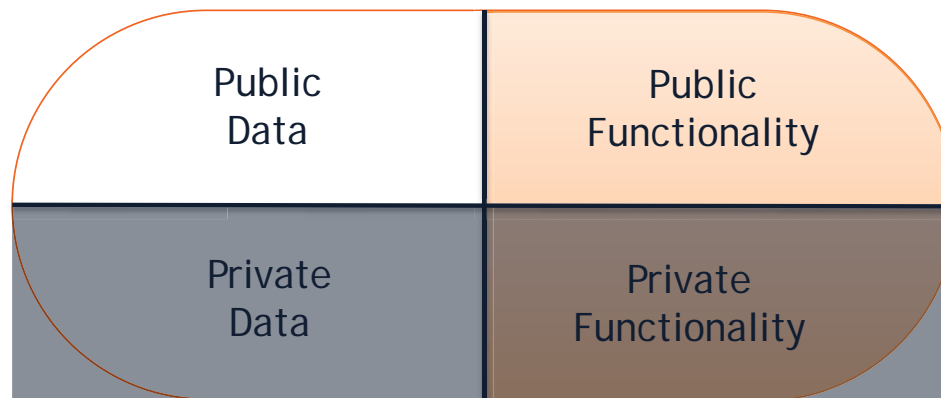 Public
Data
Public
Functionality
Private
Data
Private
Functionality